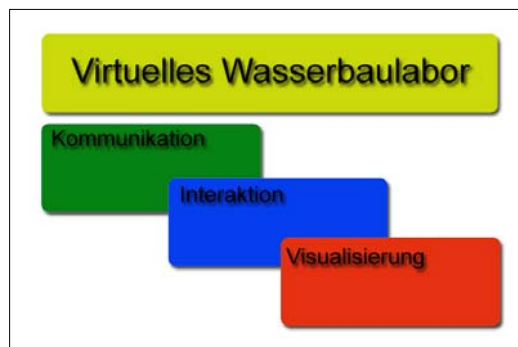 Virtuelles Wasserbaulabor
Kommunikation
Interaktion
Visualisierung